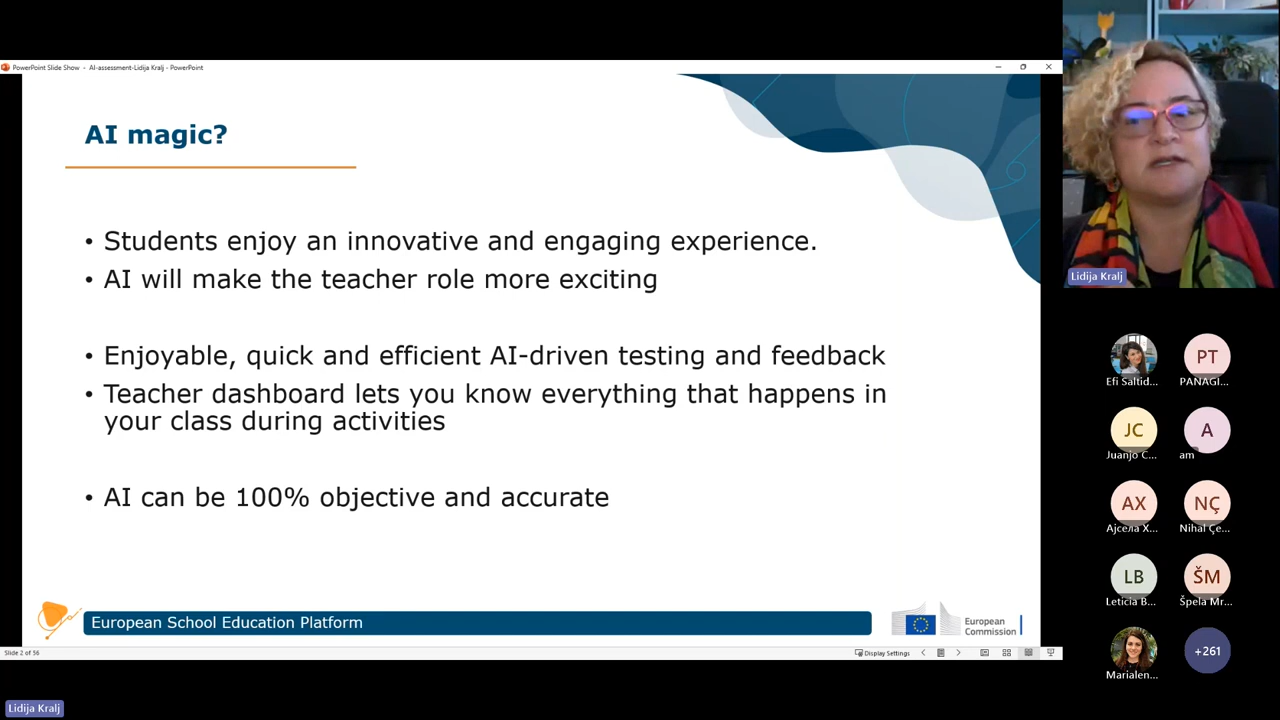 PowerPoint Slide Show - AI-assessment-Lidija Kralj - PowerPoint
AI magic?
• Students enjoy an innovative and engaging experience.
• AI will make the teacher role more exciting
• Enjoyable, quick and efficient AI-driven testing and feedback
• Teacher dashboard lets you know everything that happens in
your class during activities
• AI can be 100% objective and accurate
European School Education Platform
European
Commission
Slide 2 of 56
Display Settings
Lidija Kralj
Efi Saltid...
PT
PANAGI...
JC
Juanjo C...
A
am
AX
Ајсела Х...
NÇ
Nihal Çe...
LB
Leticia B...
ŠM
Špela Mr...
Marialen...
+261
Lidija Kralj